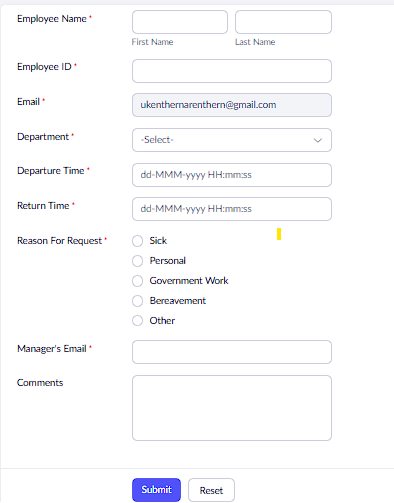 Employee Name *
First Name Last Name
Employee ID *
Email * ukenthernarenthern@gmail.com
Department * -Select-
Departure Time * dd-MMM-yyyy HH:mm:ss
Return Time * dd-MMM-yyyy HH:mm:ss
Reason For Request * Sick
Personal
Government Work
Bereavement
Other
Manager's Email *
Comments
Submit Reset